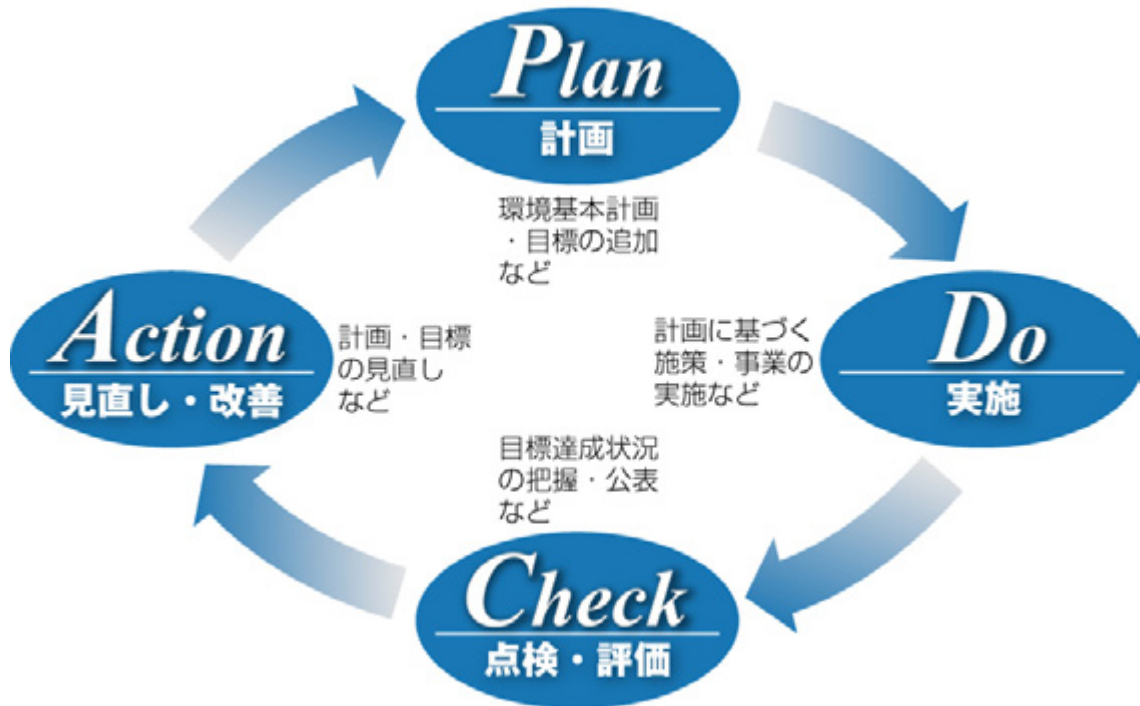 Plan
計画
環境基本計画
・目標の追加
など
Do
実施
計画に基づく
施策・事業の
実施など
Check
点検・評価
目標達成状況
の把握・公表
など
Action
見直し・改善
計画・目標
の見直し
など